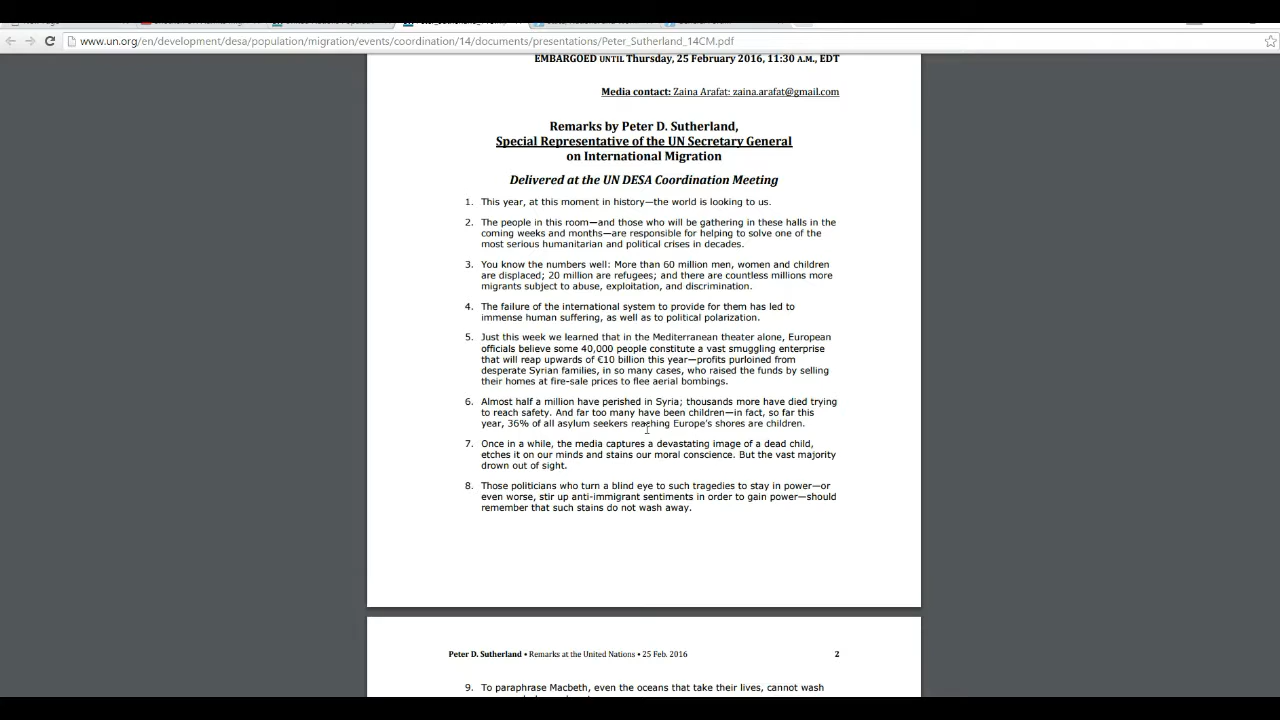 www.un.org/en/development/desa/population/migration/events/coordination/14/documents/presentations/Peter_Sutherland_14CM.pdf
EMBARGOED UNTIL Thursday, 25 February 2016, 11:30 A.M., EDT
Media contact: Zaina Arafat: zaina.arafat@gmail.com
Remarks by Peter D. Sutherland,
Special Representative of the UN Secretary General
on International Migration
Delivered at the UN DESA Coordination Meeting
1. This year, at this moment in history—the world is looking to us.
2. The people in this room—and those who will be gathering in these halls in the
coming weeks and months—are responsible for helping to solve one of the
most serious humanitarian and political crises in decades.
3. You know the numbers well: More than 60 million men, women and children
are displaced; 20 million are refugees; and there are countless millions more
migrants subject to abuse, exploitation, and discrimination.
4. The failure of the international system to provide for them has led to
immense human suffering, as well as to political polarization.
5. Just this week we learned that in the Mediterranean theater alone, European
officials believe some 40,000 people constitute a vast smuggling enterprise
that will reap upwards of €10 billion this year—profits purloined from
desperate Syrian families, in so many cases, who raised the funds by selling
their homes at fire-sale prices to flee aerial bombings.
6. Almost half a million have perished in Syria; thousands more have died trying
to reach safety. And far too many have been children—in fact, so far this
year, 36% of all asylum seekers reaching Europe's shores are children.
7. Once in a while, the media captures a devastating image of a dead child,
etches it on our minds and stains our moral conscience. But the vast majority
drown out of sight.
8. Those politicians who turn a blind eye to such tragedies to stay in power—or
even worse, stir up anti-immigrant sentiments in order to gain power—should
remember that such stains do not wash away.
Peter D. Sutherland • Remarks at the United Nations • 25 Feb. 2016 2
9. To paraphrase Macbeth, even the oceans that take their lives, cannot wash